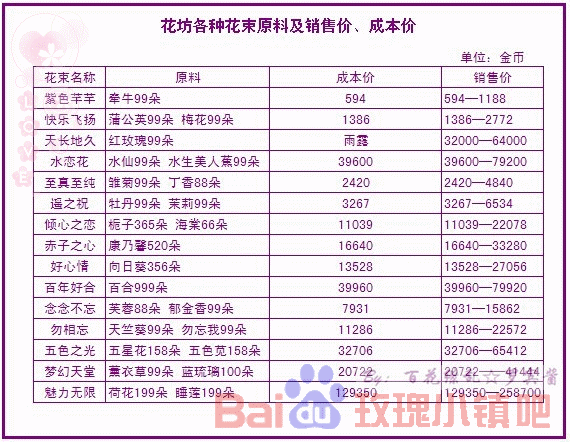 花坊各种花束原料及销售价、成本价
单位：金币
花束名称 原料 成本价 销售价
紫色芊芊 牵牛99朵 594 594—1188
快乐飞扬 蒲公英99朵 梅花99朵 1386 1386—2772
天长地久 红玫瑰99朵 雨露 32000—64000
水恋花 水仙99朵 水生美人蕉99朵 39600 39600—79200
至真至纯 雏菊99朵 丁香88朵 2420 2420—4840
遥之祝 牡丹99朵 茉莉99朵 3267 3267—6534
倾心之恋 栀子365朵 海棠66朵 11039 11039—22078
赤子之心 康乃馨520朵 16640 16640—33280
好心情 向日葵356朵 13528 13528—27056
百年好合 百合999朵 39960 39960—79920
念念不忘 芙蓉88朵 郁金香99朵 7931 7931—15862
勿相忘 天竺葵99朵 勿忘我99朵 11286 11286—22572
五色之光 五星花158朵 五色苋158朵 32706 32706—65412
梦幻天堂 薰衣草99朵 蓝琉璃100朵 20722 20722——41444
魅力无限 荷花199朵 睡莲199朵 129350 129350—258700
By: 百花
Bai du 玫瑰小镇吧